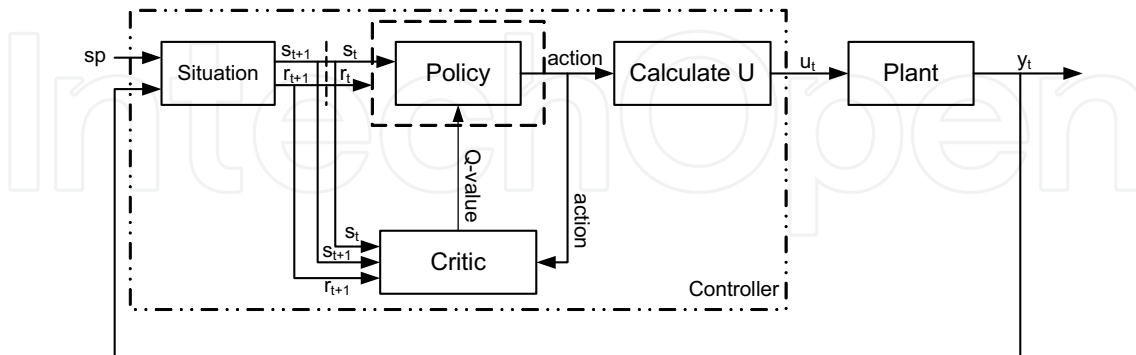 sp
Situation
s_{t+1}
s_t
r_{t+1}
r_t
Policy
action
Calculate U
u_t
Plant
y_t
Q-value
action
s_t
s_{t+1}
r_{t+1}
Critic
Controller
IntechOpen